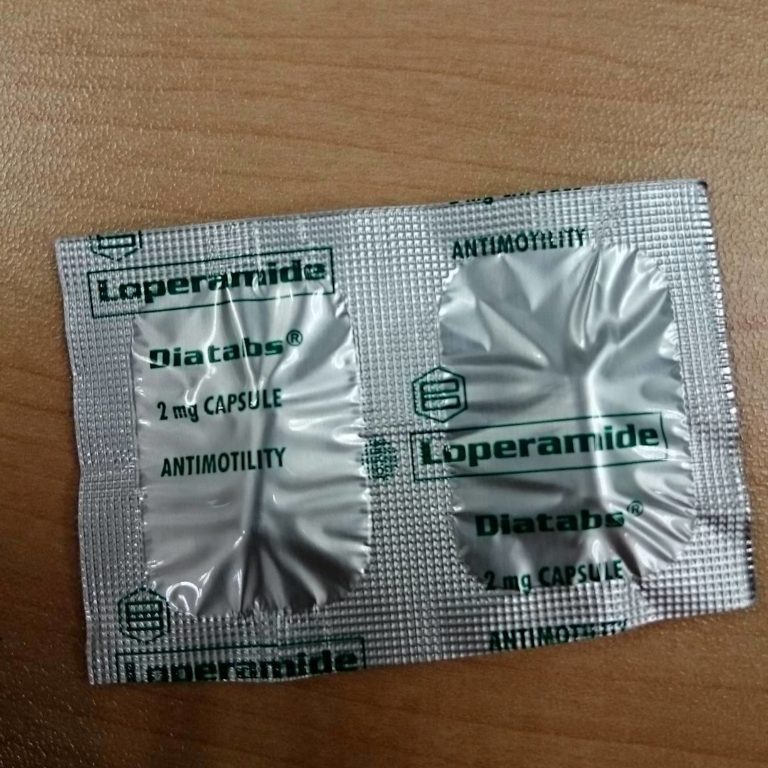 Loperamide
Diatabs®
2 mg CAPSULE
ANTIMOTILITY
Loperamide
ANTIMOTILITY
Loperamide
Diatabs®
2 mg CAPSULE
ANTIMOTILITY